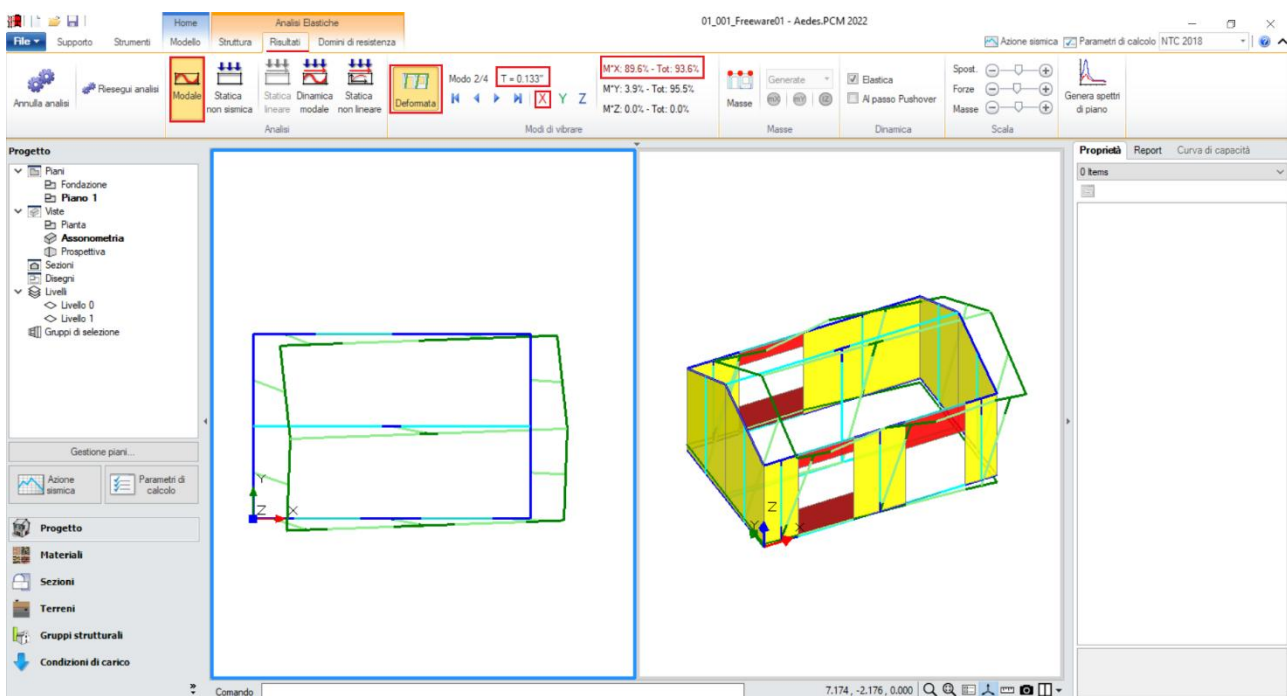 01_001_Freeware01 - Aedes.PCM 2022
Home
Analisi Elastiche
File
Supporto
Strumenti
Modello
Struttura
Risultati
Domini di resistenza
Azione sismica
Parametri di calcolo
NTC 2018
Annulla analisi
Riesegui analisi
Modale
Statica non sismica
Statica lineare
Dinamica modale
Statica non lineare
Analisi
Deformata
Modo 2/4
T = 0.133"
X Y Z
M*X: 89.6% - Tot: 93.6%
M*Y: 3.9% - Tot: 95.5%
M*Z: 0.0% - Tot: 0.0%
Modi di vibrare
Masse
Generate
Masse
Elastica
Al passo Pushover
Dinamica
Spost.
Forze
Masse
Scala
Genera spettri di piano
Progetto
Piani
Fondazione
Piano 1
Viste
Pianta
Assonometria
Prospettiva
Sezioni
Disegni
Livelli
Livello 0
Livello 1
Gruppi di selezione
Gestione piani...
Azione sismica
Parametri di calcolo
Progetto
Materiali
Sezioni
Terreni
Gruppi strutturali
Condizioni di carico
Y
Z
X
Z
Y
X
Proprietà
Report
Curva di capacità
0 Items
Comando
7.174 , -2.176, 0.000